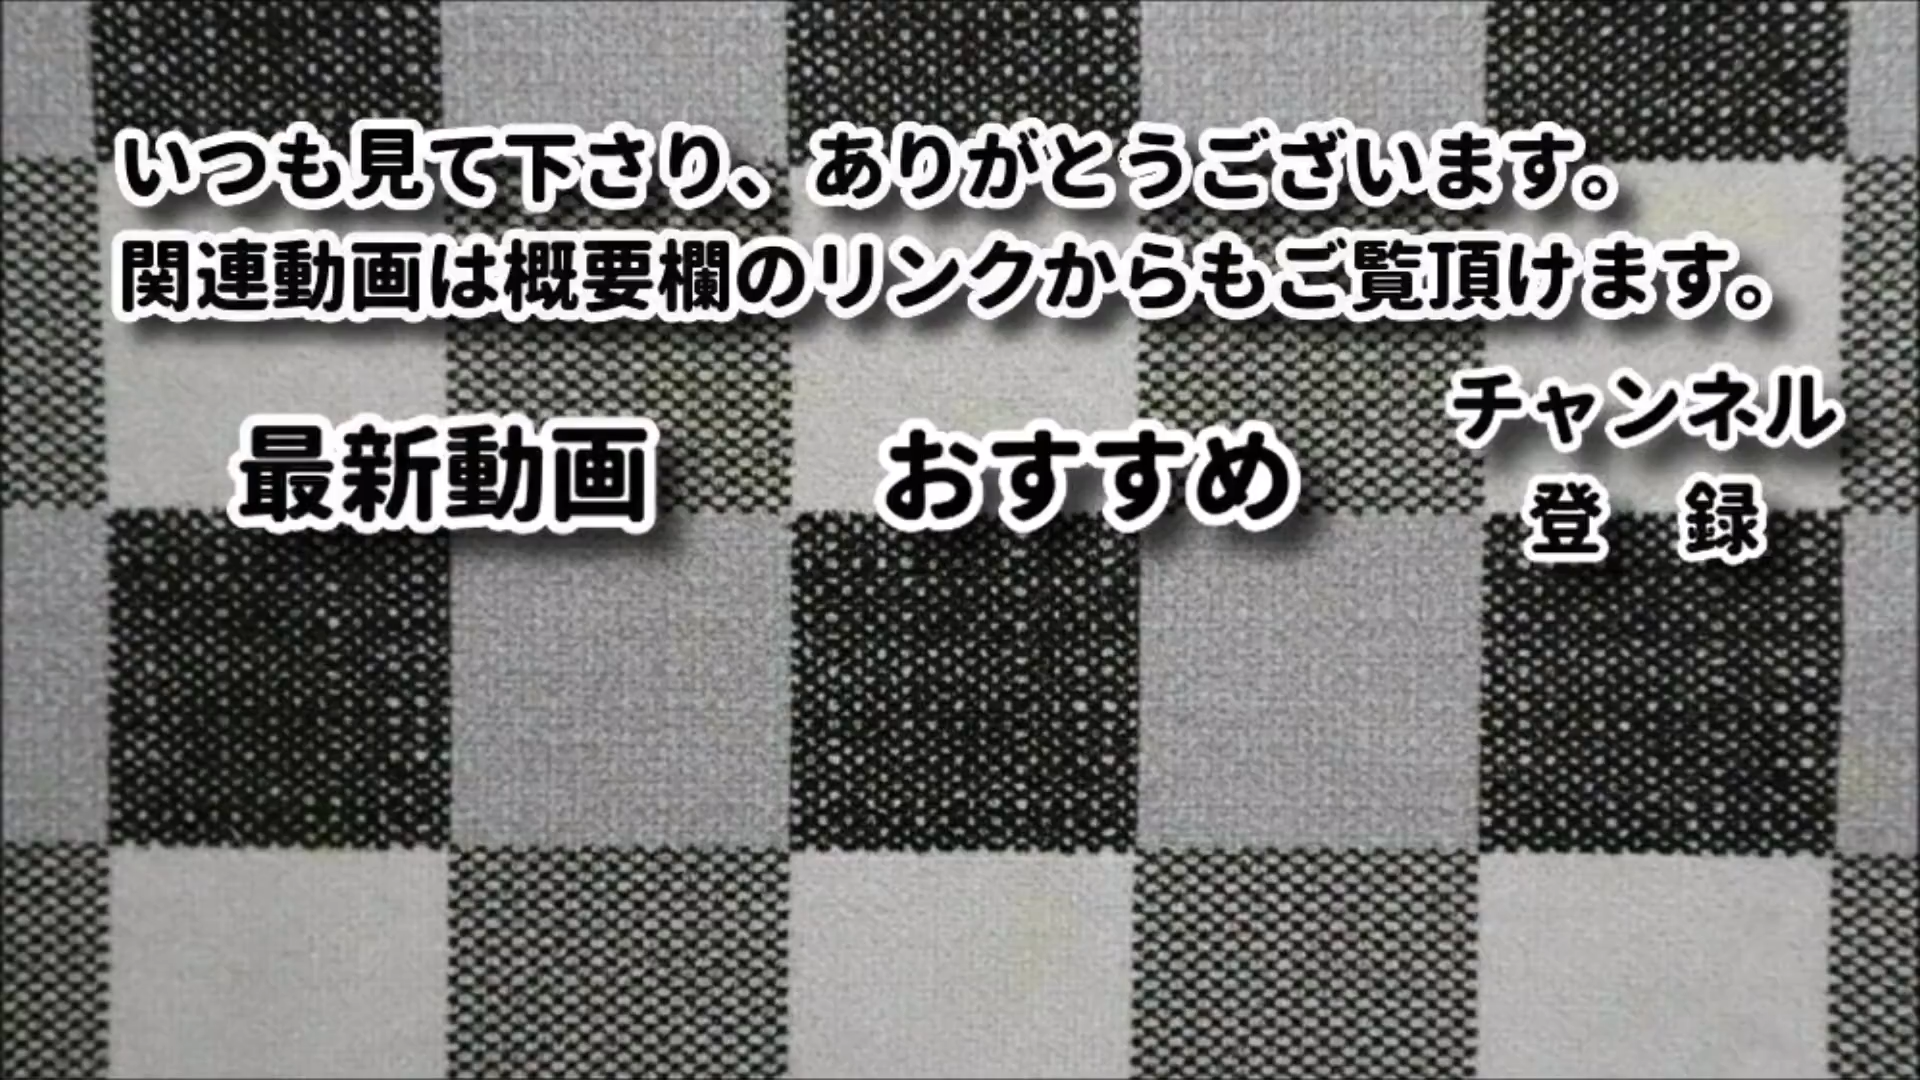 いつも見て下さり、ありがとうございます。
関連動画は概要欄のリンクからもご覧頂けます。
最新動画
おすすめ
チャンネル
登　録